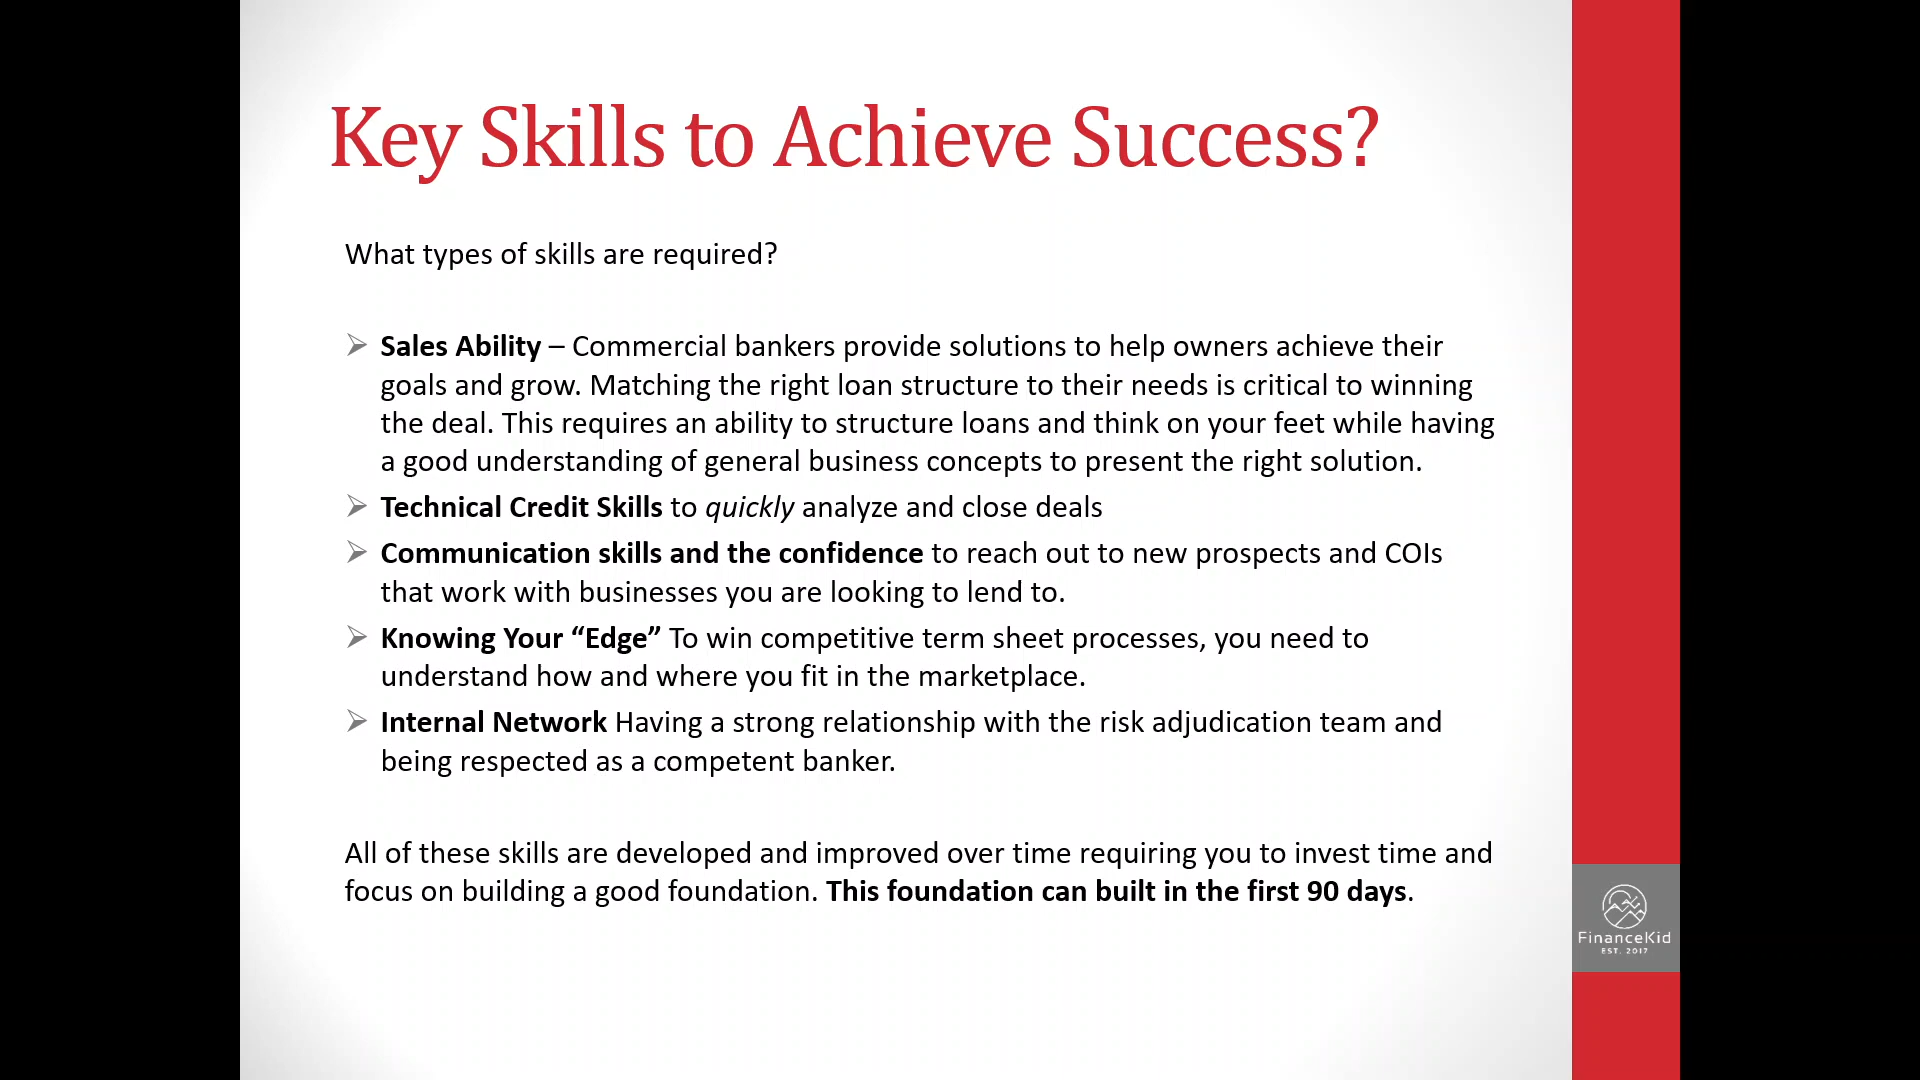 Key Skills to Achieve Success?
What types of skills are required?
Sales Ability – Commercial bankers provide solutions to help owners achieve their
goals and grow. Matching the right loan structure to their needs is critical to winning
the deal. This requires an ability to structure loans and think on your feet while having
a good understanding of general business concepts to present the right solution.
Technical Credit Skills to quickly analyze and close deals
Communication skills and the confidence to reach out to new prospects and COIs
that work with businesses you are looking to lend to.
Knowing Your “Edge” To win competitive term sheet processes, you need to
understand how and where you fit in the marketplace.
Internal Network Having a strong relationship with the risk adjudication team and
being respected as a competent banker.
All of these skills are developed and improved over time requiring you to invest time and
focus on building a good foundation. This foundation can built in the first 90 days.
FinanceKid
EST. 2017